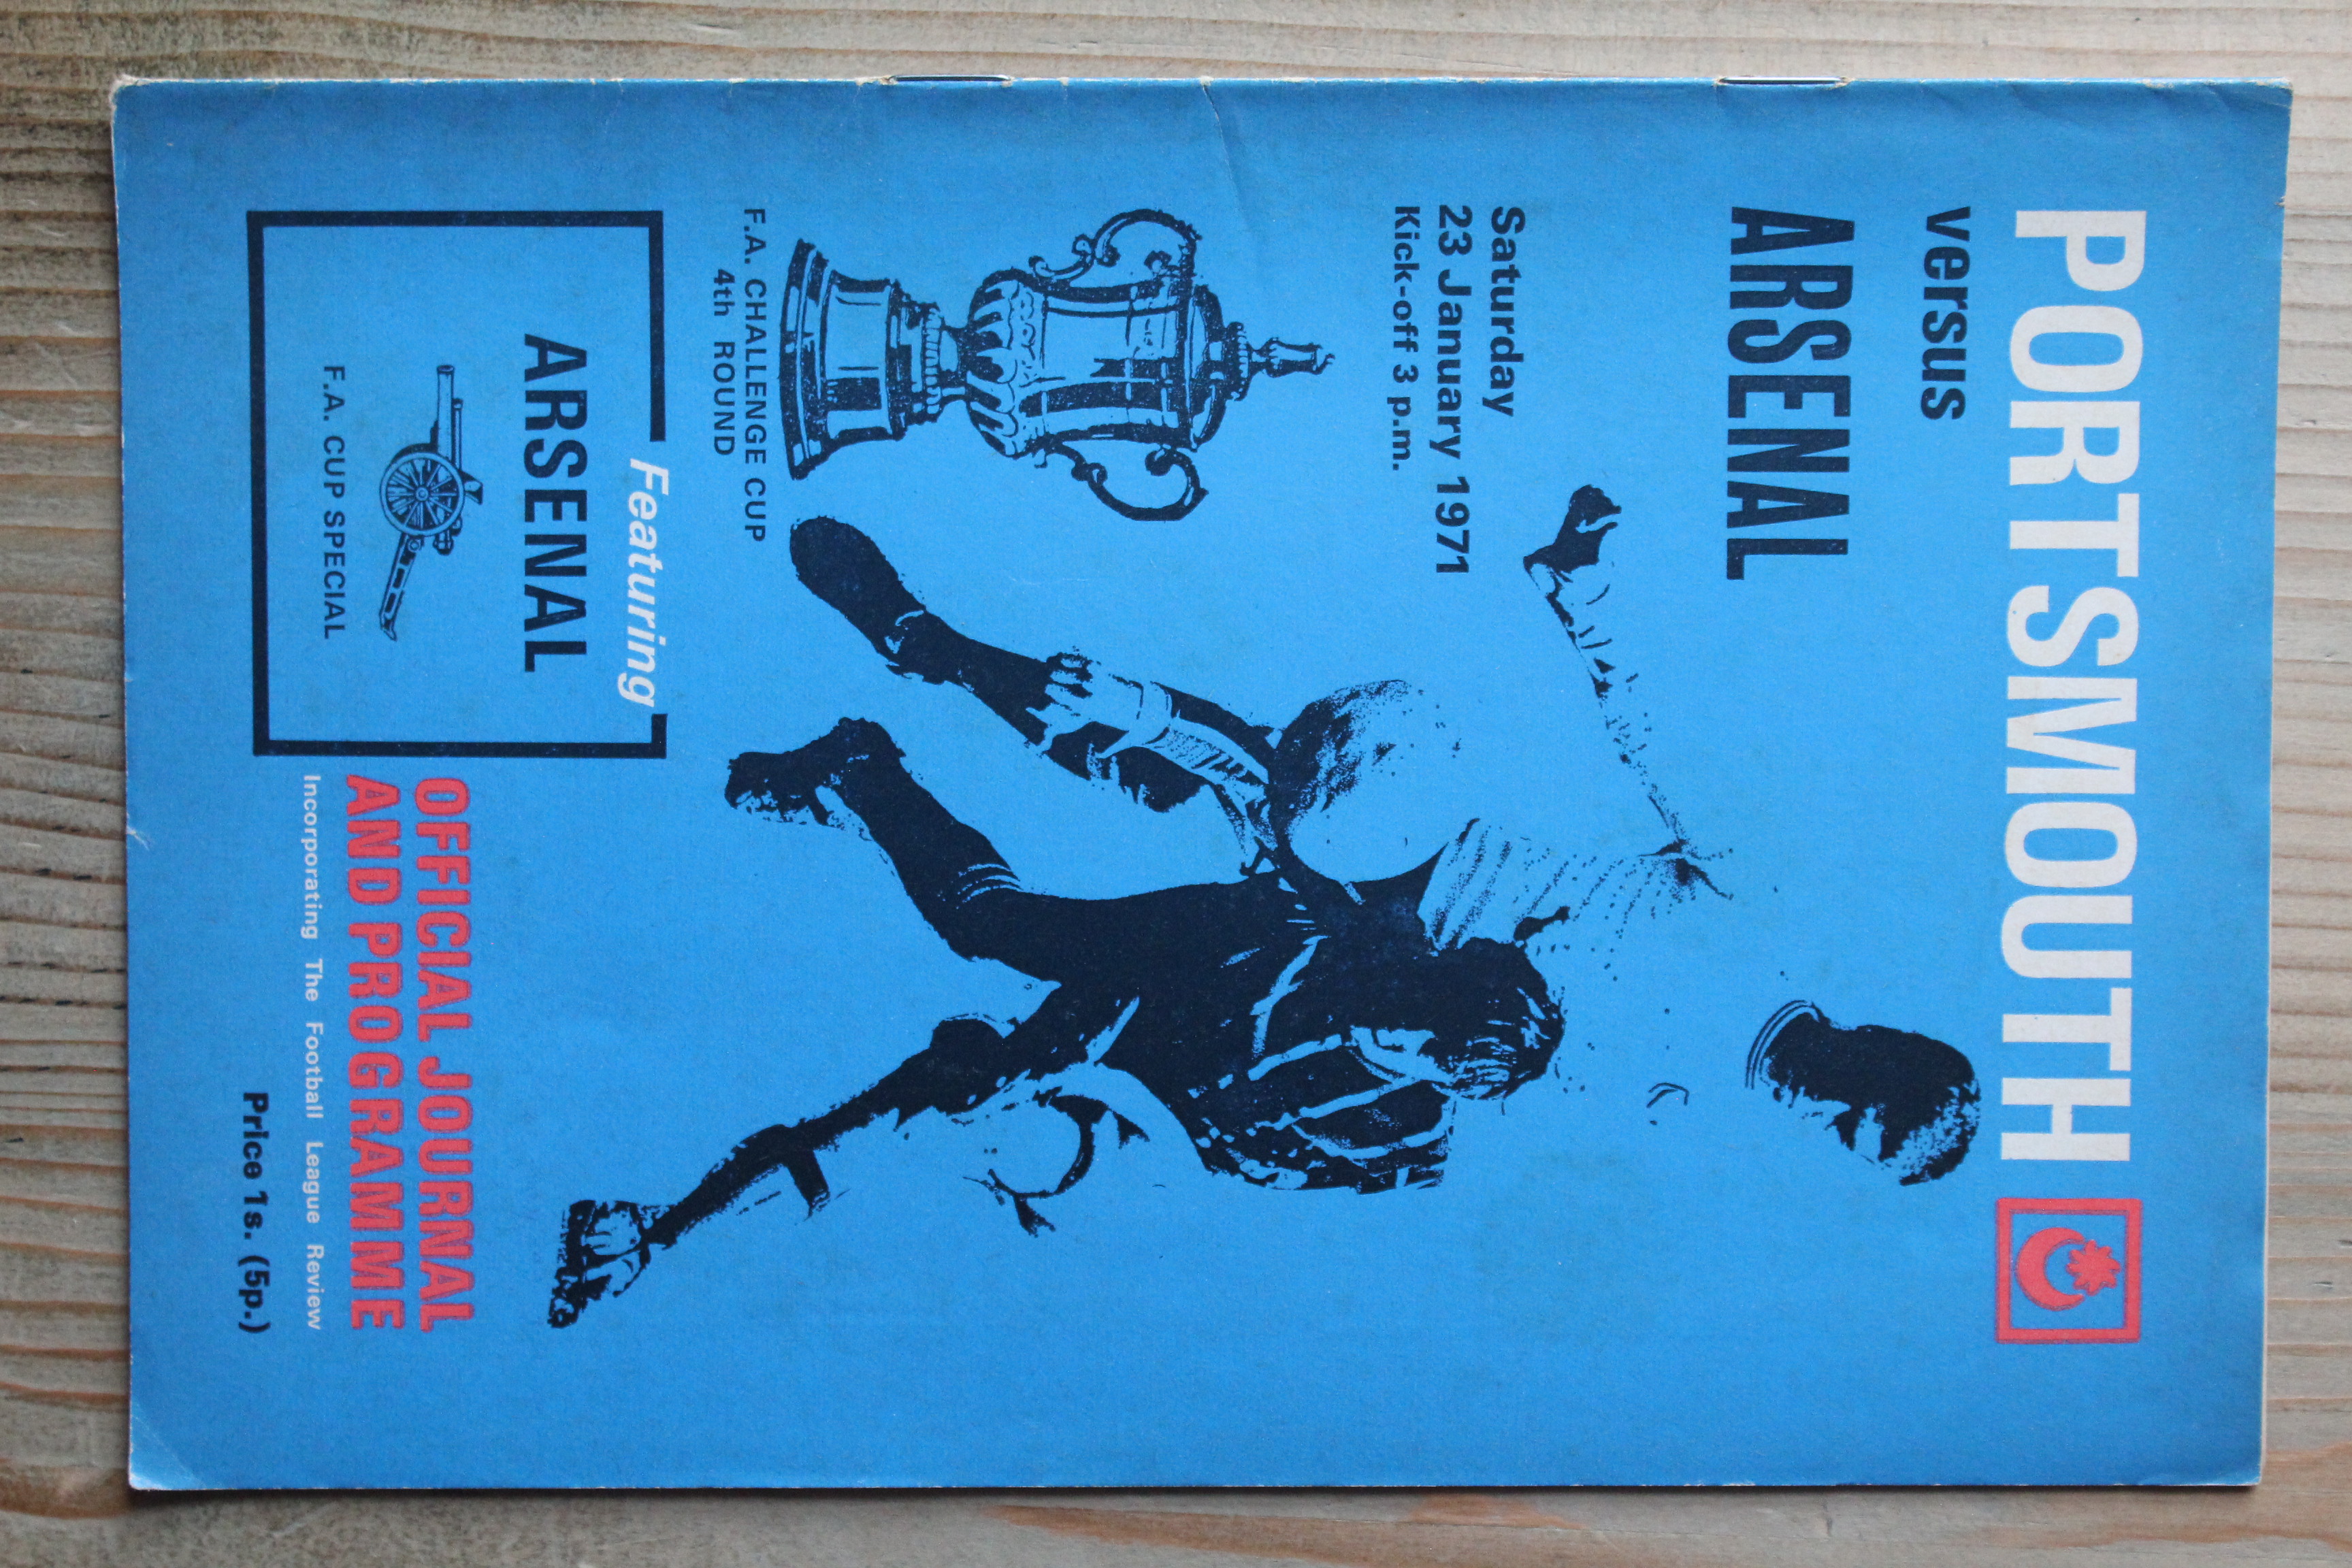 PORTSMOUTH
versus
ARSENAL
Saturday
23 January 1971
Kick-off 3 p.m.
F.A. CHALLENGE CUP
4th ROUND
Featuring
ARSENAL
F.A. CUP SPECIAL
OFFICIAL JOURNAL
AND PROGRAMME
Incorporating The Football League Review
Price 1s. (5p.)